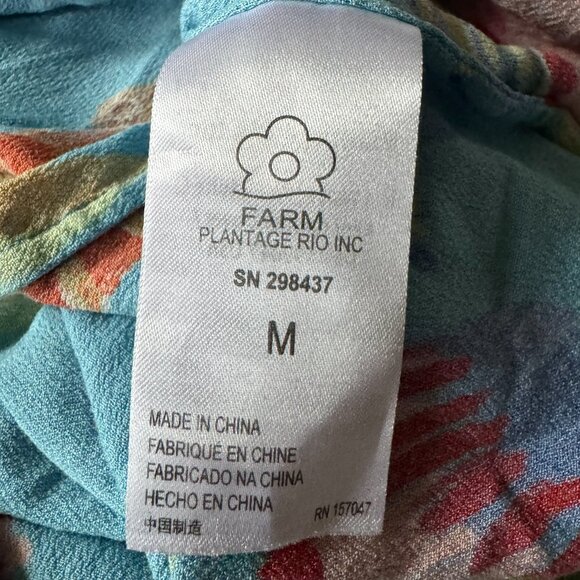 FARM
PLANTAGE RIO INC
SN 298437
M
MADE IN CHINA
FABRIQUE EN CHINE
FABRICADO NA CHINA
HECHO EN CHINA
中国制造
RN 157047